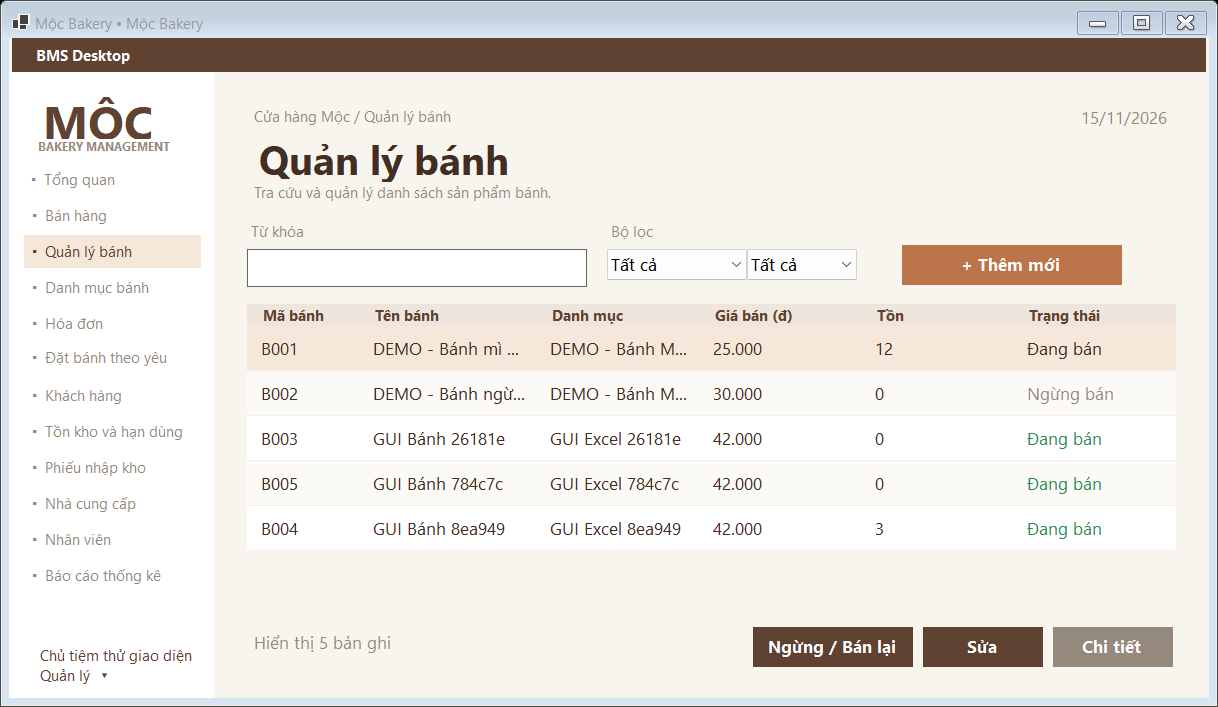 Mộc Bakery • Mộc Bakery
BMS Desktop
MỘC
BAKERY MANAGEMENT
• Tổng quan
• Bán hàng
• Quản lý bánh
• Danh mục bánh
• Hóa đơn
• Đặt bánh theo yêu
• Khách hàng
• Tồn kho và hạn dùng
• Phiếu nhập kho
• Nhà cung cấp
• Nhân viên
• Báo cáo thống kê
Chủ tiệm thử giao diện
Quản lý ▾
Cửa hàng Mộc / Quản lý bánh
15/11/2026
Quản lý bánh
Tra cứu và quản lý danh sách sản phẩm bánh.
Từ khóa
Bộ lọc
Tất cả Tất cả
+ Thêm mới
Mã bánh Tên bánh Danh mục Giá bán (đ) Tồn Trạng thái
B001 DEMO - Bánh mì ... DEMO - Bánh M... 25.000 12 Đang bán
B002 DEMO - Bánh ngừ... DEMO - Bánh M... 30.000 0 Ngừng bán
B003 GUI Bánh 26181e GUI Excel 26181e 42.000 0 Đang bán
B005 GUI Bánh 784c7c GUI Excel 784c7c 42.000 0 Đang bán
B004 GUI Bánh 8ea949 GUI Excel 8ea949 42.000 3 Đang bán
Hiển thị 5 bản ghi
Ngừng / Bán lại Sửa Chi tiết